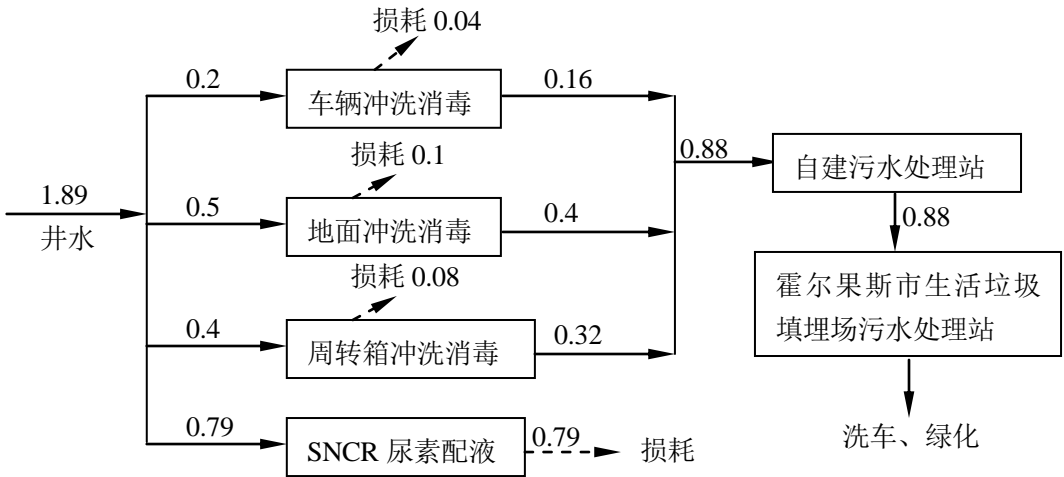 损耗 0.04
0.2
车辆冲洗消毒
0.16
损耗 0.1
0.88
自建污水处理站
1.89
井水
0.5
地面冲洗消毒
0.4
0.88
损耗 0.08
霍尔果斯市生活垃圾
填埋场污水处理站
0.4
周转箱冲洗消毒
0.32
0.79
SNCR 尿素配液
0.79
损耗
洗车、绿化